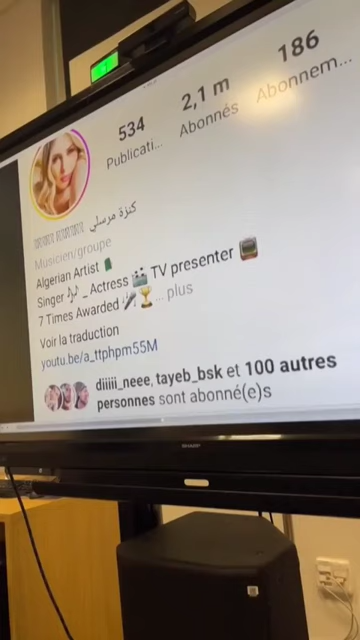 534
Publicati...
2,1 m
Abonnés
186
Abonnem...
كنزة مرسلي
Musicien/groupe
Algerian Artist
Singer 🎶 _ Actress 🎬 TV presenter 📺
7 Times Awarded 🎤🏆... plus
Voir la traduction
youtu.be/a_ttphpm55M
diiiii_neee, tayeb_bsk et 100 autres
personnes sont abonné(e)s
SHARP